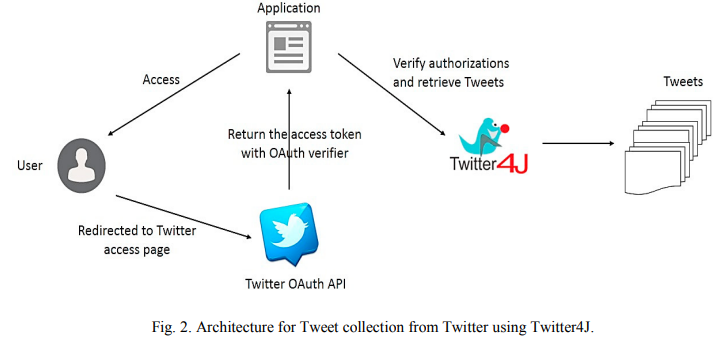 Application
Verify authorizations
and retrieve Tweets
Tweets
Access
Return the access token
with OAuth verifier
User
Twitter4J
Redirected to Twitter
access page
Twitter OAuth API
Fig. 2. Architecture for Tweet collection from Twitter using Twitter4J.